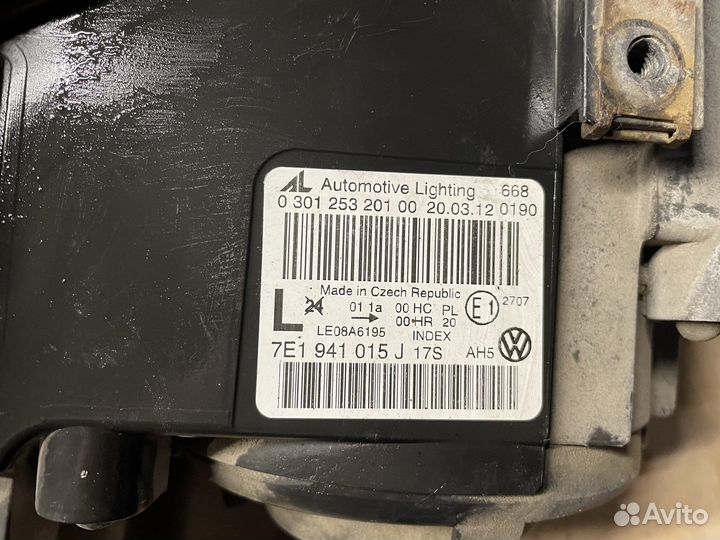 AL Automotive Lighting 668
0 301 253 201 00 20.03.12 0190
Made in Czech Republic
L 01 1a 00 HC PL E1 2707
→ 00 HR 20
LE08A6195 INDEX
7E1 941 015 J 17S AH5
Avito